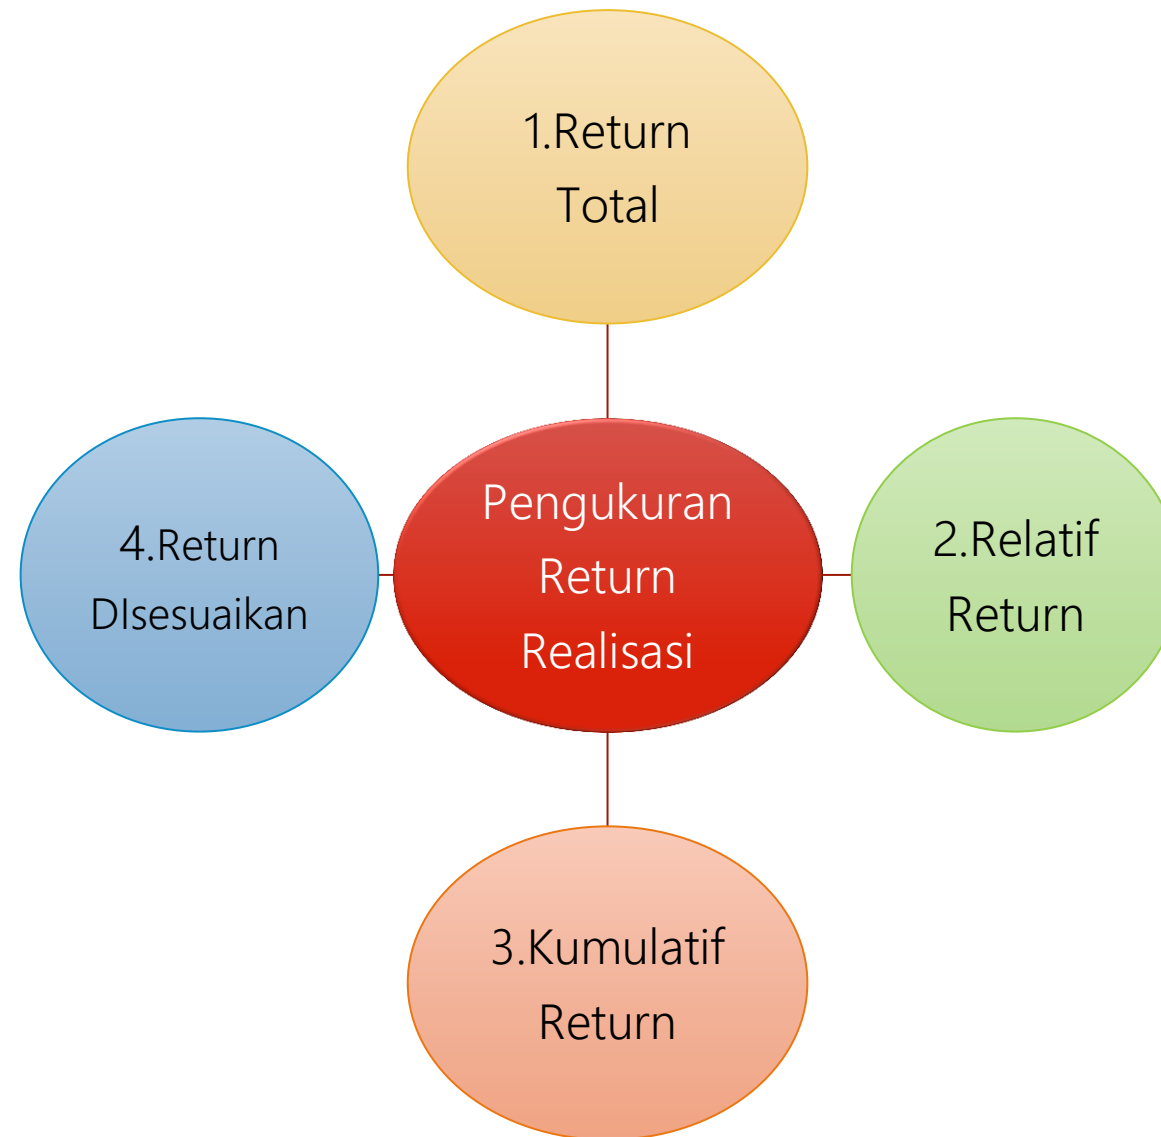 1.Return
Total
Pengukuran
Return
Realisasi
2.Relatif
Return
3.Kumulatif
Return
4.Return
DIsesuaikan